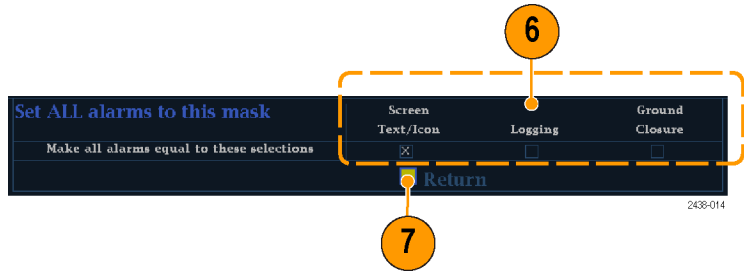 6
Set ALL alarms to this mask
Screen Text/Icon
Logging
Ground Closure
Make all alarms equal to these selections
X
Return
2438-014
7